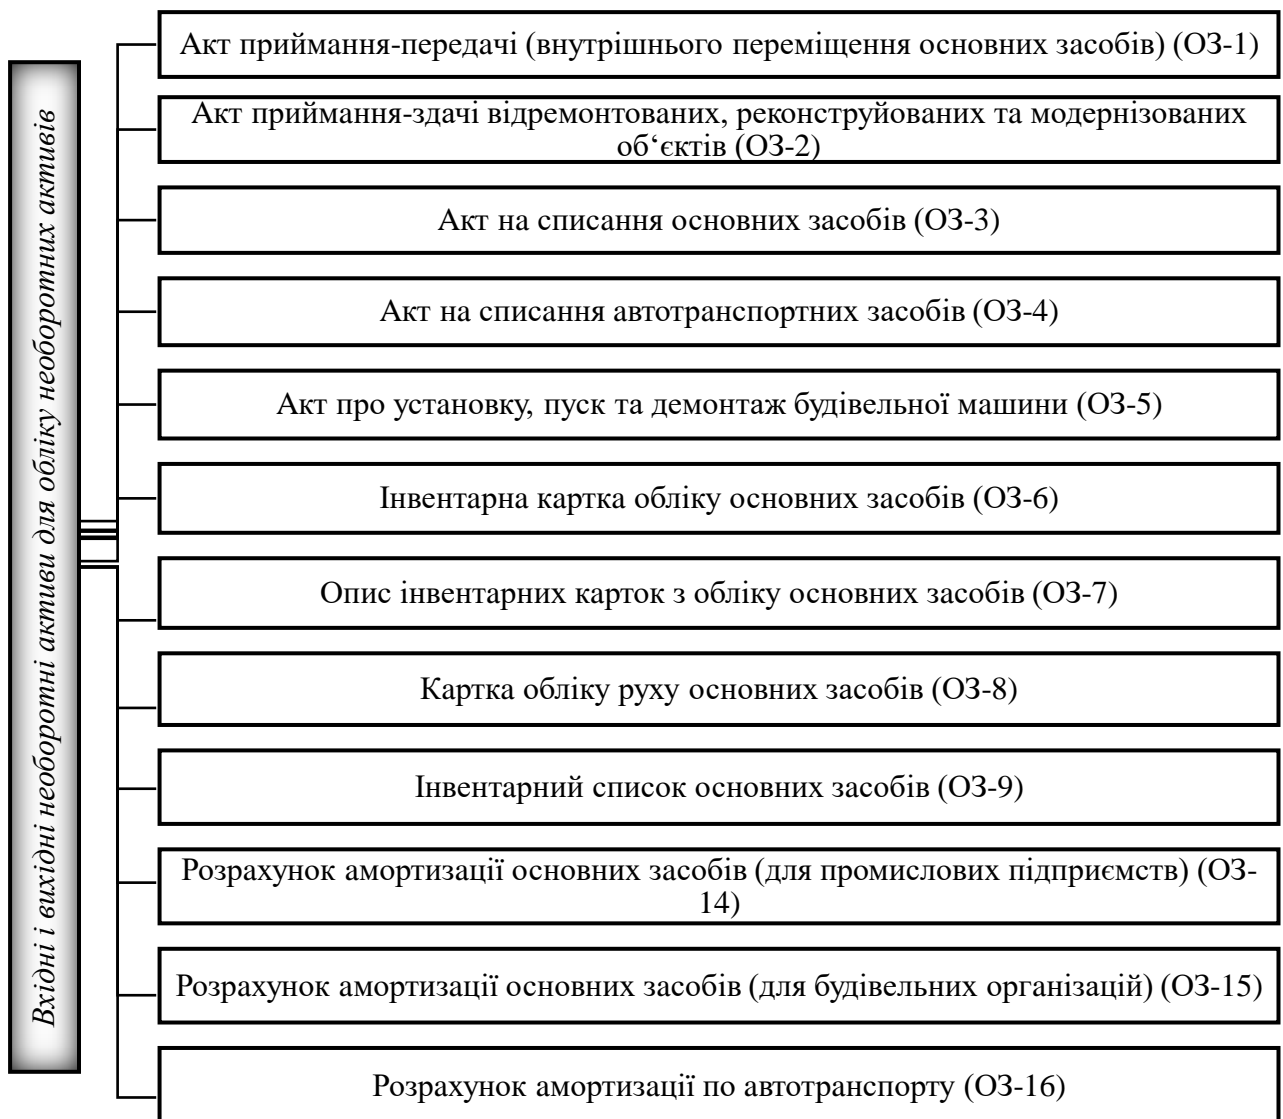 Вхідні і вихідні необоротні активи для обліку необоротних активів
Акт приймання-передачі (внутрішнього переміщення основних засобів) (ОЗ-1)
Акт приймання-здачі відремонтованих, реконструйованих та модернізованих
об‘єктів (ОЗ-2)
Акт на списання основних засобів (ОЗ-3)
Акт на списання автотранспортних засобів (ОЗ-4)
Акт про установку, пуск та демонтаж будівельної машини (ОЗ-5)
Інвентарна картка обліку основних засобів (ОЗ-6)
Опис інвентарних карток з обліку основних засобів (ОЗ-7)
Картка обліку руху основних засобів (ОЗ-8)
Інвентарний список основних засобів (ОЗ-9)
Розрахунок амортизації основних засобів (для промислових підприємств) (ОЗ-
14)
Розрахунок амортизації основних засобів (для будівельних організацій) (ОЗ-15)
Розрахунок амортизації по автотранспорту (ОЗ-16)